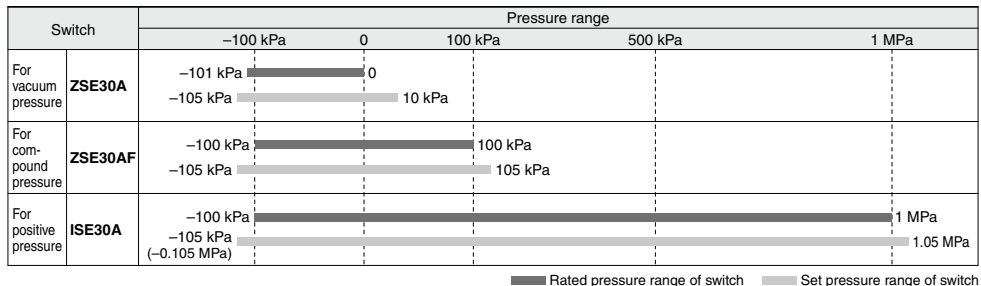 Switch
Pressure range
–100 kPa 0 100 kPa 500 kPa 1 MPa
For
vacuum
pressure
ZSE30A
–101 kPa 0
–105 kPa 10 kPa
For
com-
pound
pressure
ZSE30AF
–100 kPa 100 kPa
–105 kPa 105 kPa
For
positive
pressure
ISE30A
–100 kPa 1 MPa
–105 kPa 1.05 MPa
(–0.105 MPa)
Rated pressure range of switch Set pressure range of switch